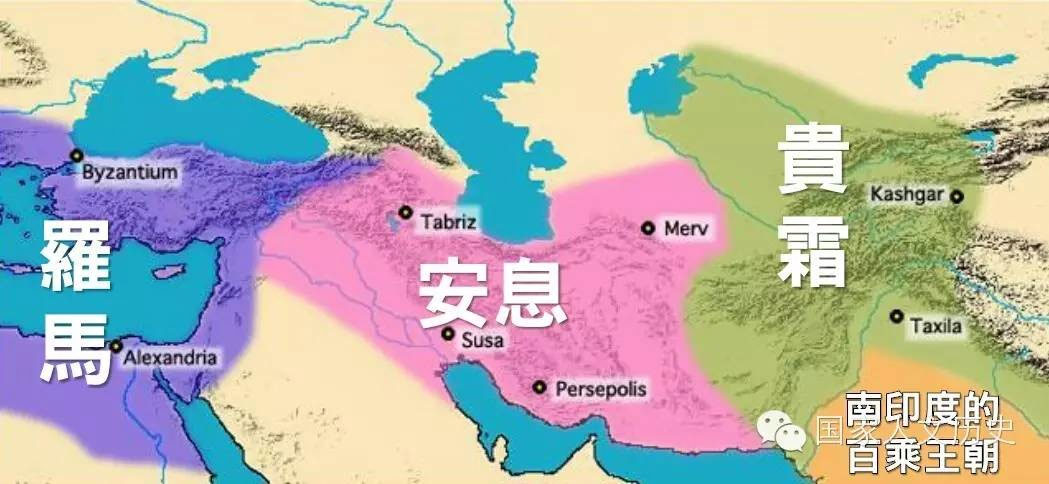 Byzantium
羅馬
Alexandria
Tabriz
安息
Susa
Persepolis
Merv
貴霜
Kashgar
Taxila
南印度的
百乘王朝
国家人文历史